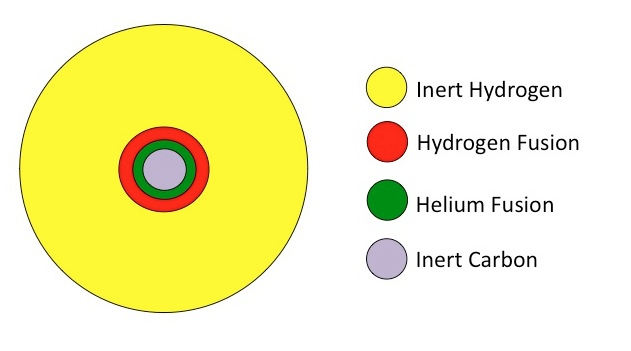 Inert Hydrogen
Hydrogen Fusion
Helium Fusion
Inert Carbon